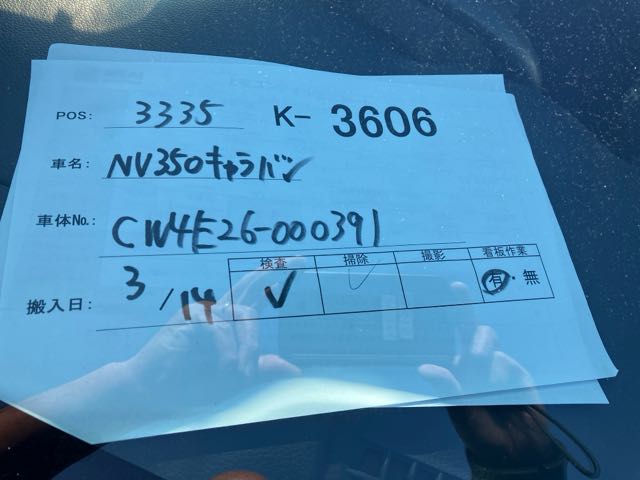 POS: 3335 K-3606
車名: NV350キャラバン
車体No.: CW4E26-000391
搬入日: 3/14
検査 掃除 撮影 看板作業
✓ ✓ 有・無